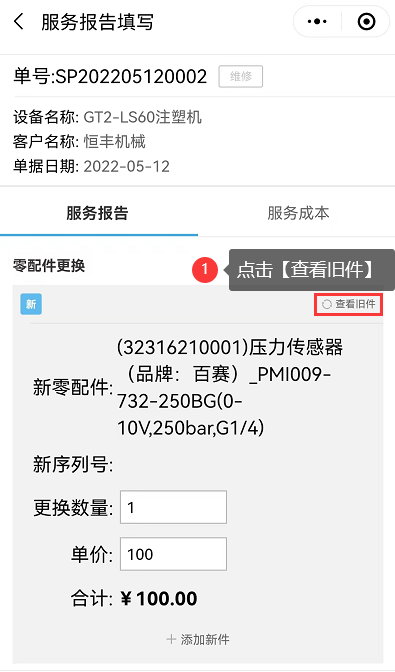 服务报告填写
单号:SP202205120002 维修
设备名称: GT2-LS60注塑机
客户名称: 恒丰机械
单据日期: 2022-05-12
服务报告 服务成本
零配件更换 1 点击【查看旧件】
新 查看旧件
新零配件: (32316210001)压力传感器
（品牌：百赛）_PMI009-
732-250BG(0-
10V,250bar,G1/4)
新序列号:
更换数量: 1
单价: 100
合计: ¥100.00
+ 添加新件